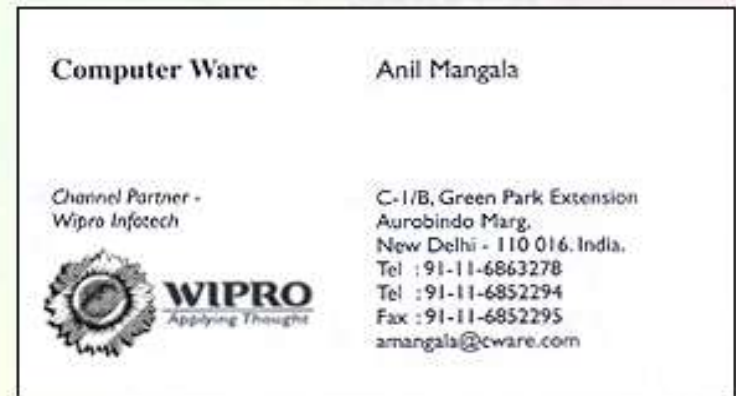 Computer Ware
Anil Mangala
Channel Partner -
Wipro Infotech
WIPRO
Applying Thought
C-1/B, Green Park Extension
Aurobindo Marg,
New Delhi - 110 016. India.
Tel : 91-11-6863278
Tel : 91-11-6852294
Fax : 91-11-6852295
amangala@cware.com